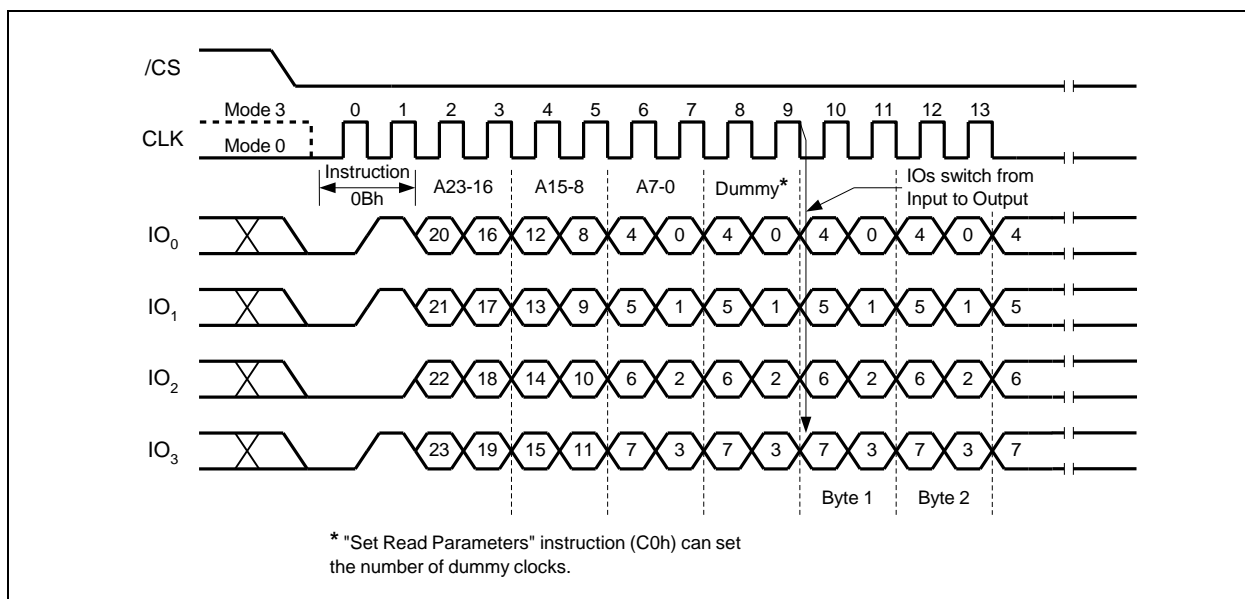 /CS
Mode 3 0 1 2 3 4 5 6 7 8 9 10 11 12 13
CLK
Mode 0
Instruction
0Bh
A23-16 A15-8 A7-0 Dummy*
IOs switch from
Input to Output
IO0 20 16 12 8 4 0 4 0 4 0 4 0 4
IO1 21 17 13 9 5 1 5 1 5 1 5 1 5
IO2 22 18 14 10 6 2 6 2 6 2 6 2 6
IO3 23 19 15 11 7 3 7 3 7 3 7 3 7
Byte 1 Byte 2
* "Set Read Parameters" instruction (C0h) can set
the number of dummy clocks.